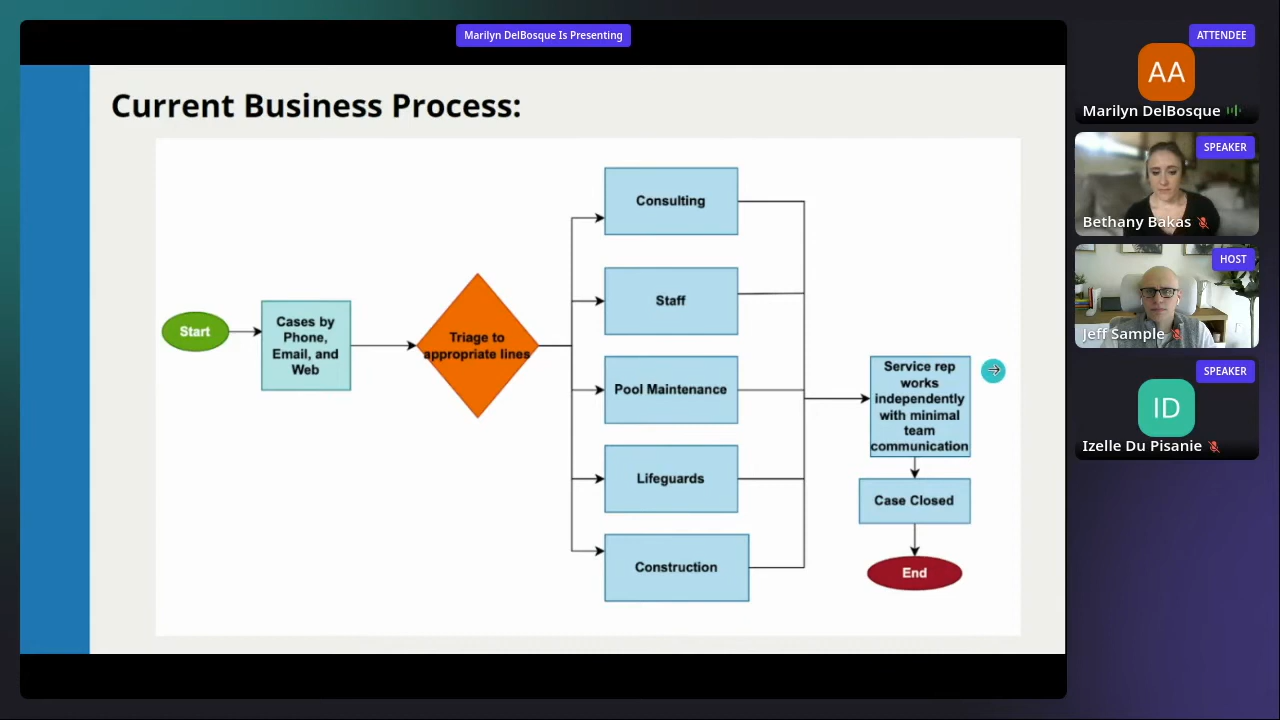 Marilyn DelBosque Is Presenting
Current Business Process:
Start
Cases by
Phone,
Email, and
Web
Triage to
appropriate lines
Consulting
Staff
Pool Maintenance
Lifeguards
Construction
Service rep
works
independently
with minimal
team
communication
Case Closed
End
ATTENDEE
AA
Marilyn DelBosque
SPEAKER
Bethany Bakas
HOST
Jeff Sample
SPEAKER
ID
Izelle Du Pisanie